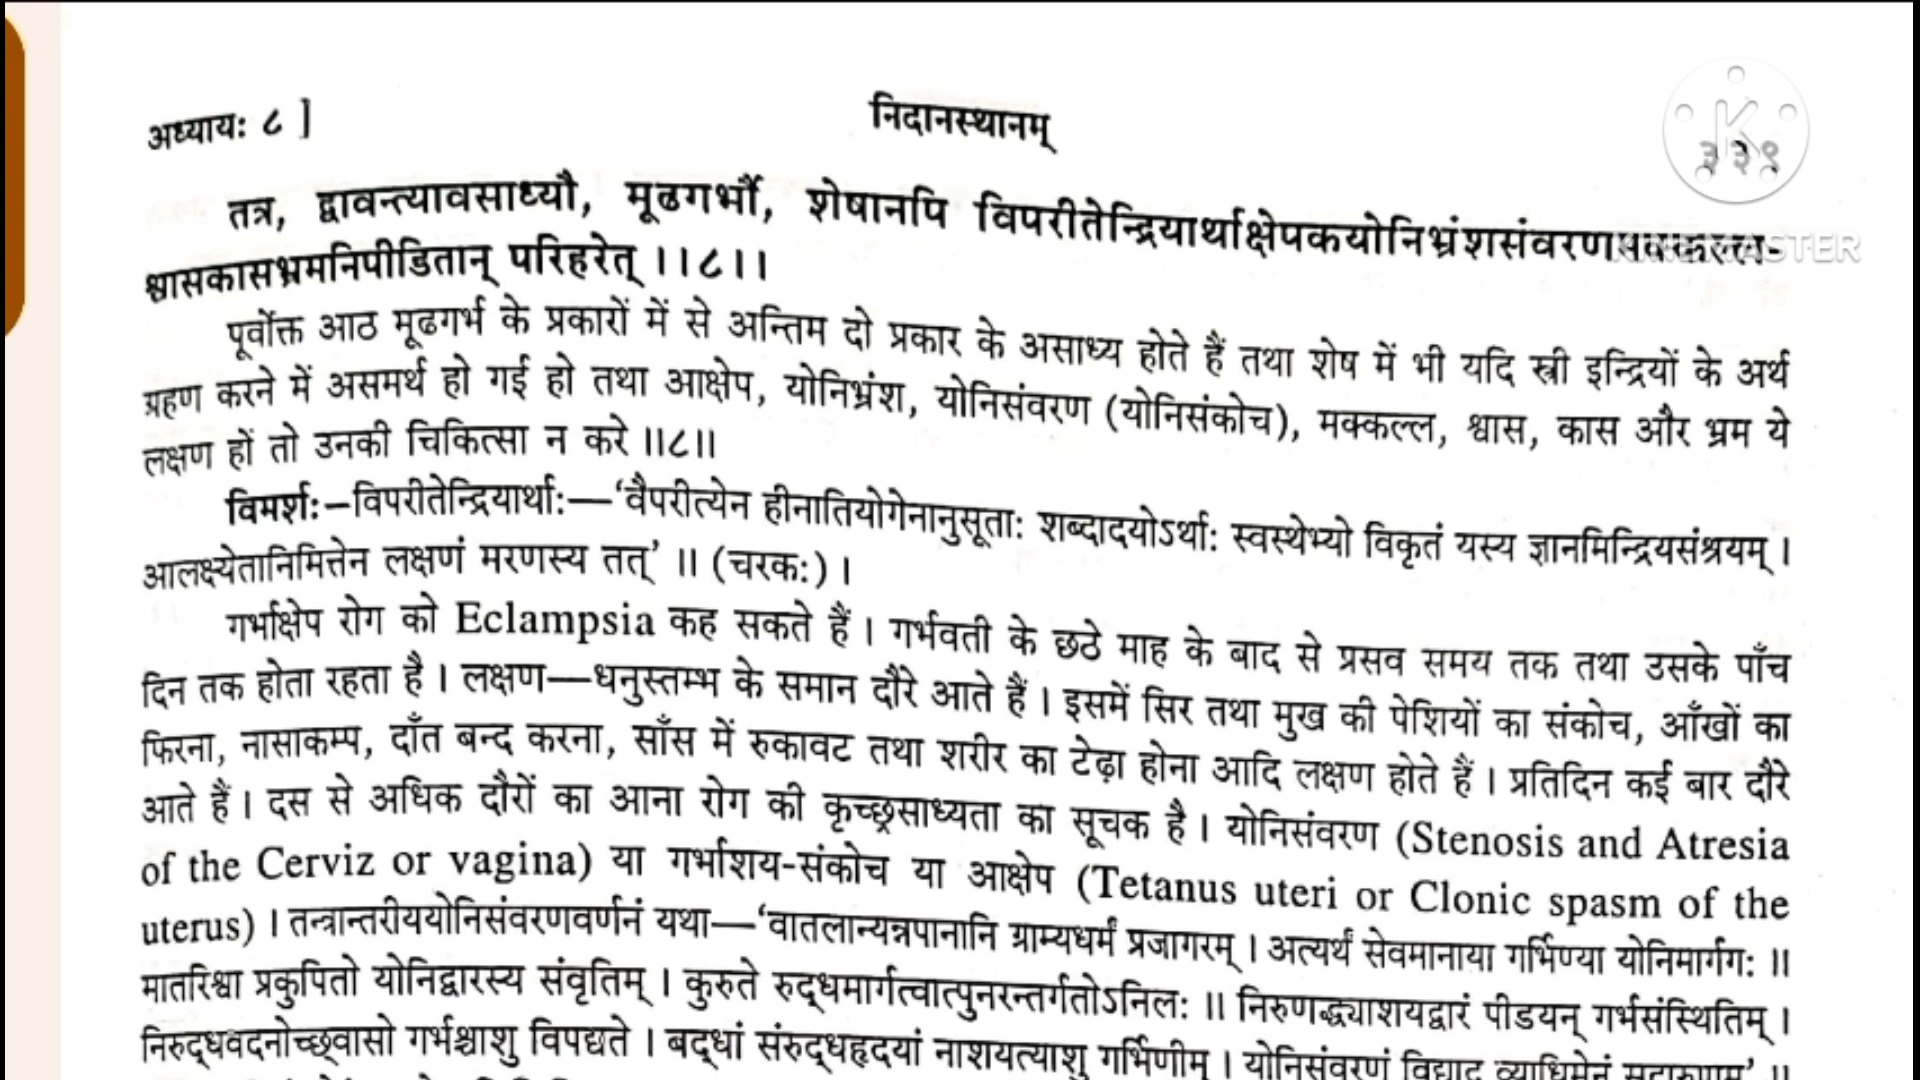 अध्यायः ८ ]
निदानस्थानम्
३३९
तत्र, द्वावन्त्यावसाध्यौ, मूढगर्भौ, शेषानपि विपरीतेन्द्रियार्थाक्षेपकयोनिभ्रंशसंवरणमक्कल्ल-
श्वासकासभ्रमनिपीडितान् परिहरेत् ।।८।।
पूर्वोक्त आठ मूढगर्भ के प्रकारों में से अन्तिम दो प्रकार के असाध्य होते हैं तथा शेष में भी यदि स्त्री इन्द्रियों के अर्थ
ग्रहण करने में असमर्थ हो गई हो तथा आक्षेप, योनिभ्रंश, योनिसंवरण (योनिसंकोच), मक्कल्ल, श्वास, कास और भ्रम ये
लक्षण हों तो उनकी चिकित्सा न करे ॥८॥
विमर्शः–विपरीतेन्द्रियार्थाः—‘वैपरीत्येन हीनातियोगेनानुसूताः शब्दादयोऽर्थाः स्वस्थेभ्यो विकृतं यस्य ज्ञानमिन्द्रियसंश्रयम् ।
आलक्ष्येतानिमित्तेन लक्षणं मरणस्य तत्’ ॥ (चरकः) ।
गर्भाक्षेप रोग को Eclampsia कह सकते हैं । गर्भवती के छठे माह के बाद से प्रसव समय तक तथा उसके पाँच
दिन तक होता रहता है । लक्षण—धनुस्तम्भ के समान दौरे आते हैं । इसमें सिर तथा मुख की पेशियों का संकोच, आँखों का
फिरना, नासाकम्प, दाँत बन्द करना, साँस में रुकावट तथा शरीर का टेढ़ा होना आदि लक्षण होते हैं । प्रतिदिन कई बार दौरे
आते हैं । दस से अधिक दौरों का आना रोग की कृच्छ्रसाध्यता का सूचक है । योनिसंवरण (Stenosis and Atresia
of the Cerviz or vagina) या गर्भाशय-संकोच या आक्षेप (Tetanus uteri or Clonic spasm of the
uterus) । तन्त्रान्तरीययोनिसंवरणवर्णनं यथा—‘वातलान्यन्नपानानि ग्राम्यधर्मं प्रजागरम् । अत्यर्थं सेवमानाया गर्भिण्या योनिमार्गगः ॥
मातरिश्वा प्रकुपितो योनिद्वारस्य संवृतिम् । कुरुते रुद्धमार्गत्वात्पुनरन्तर्गतोऽनिलः ॥ निरुणद्ध्याशयद्वारं पीडयन् गर्भसंस्थितिम् ।
निरुद्धवदनोच्छ्वासो गर्भश्चाशु विपद्यते । बद्धां संरुद्धहृदयां नाशयत्याशु गर्भिणीम् । योनिसंवरणं विद्याद् व्याधिमेनं सुदारुणम्’ ॥